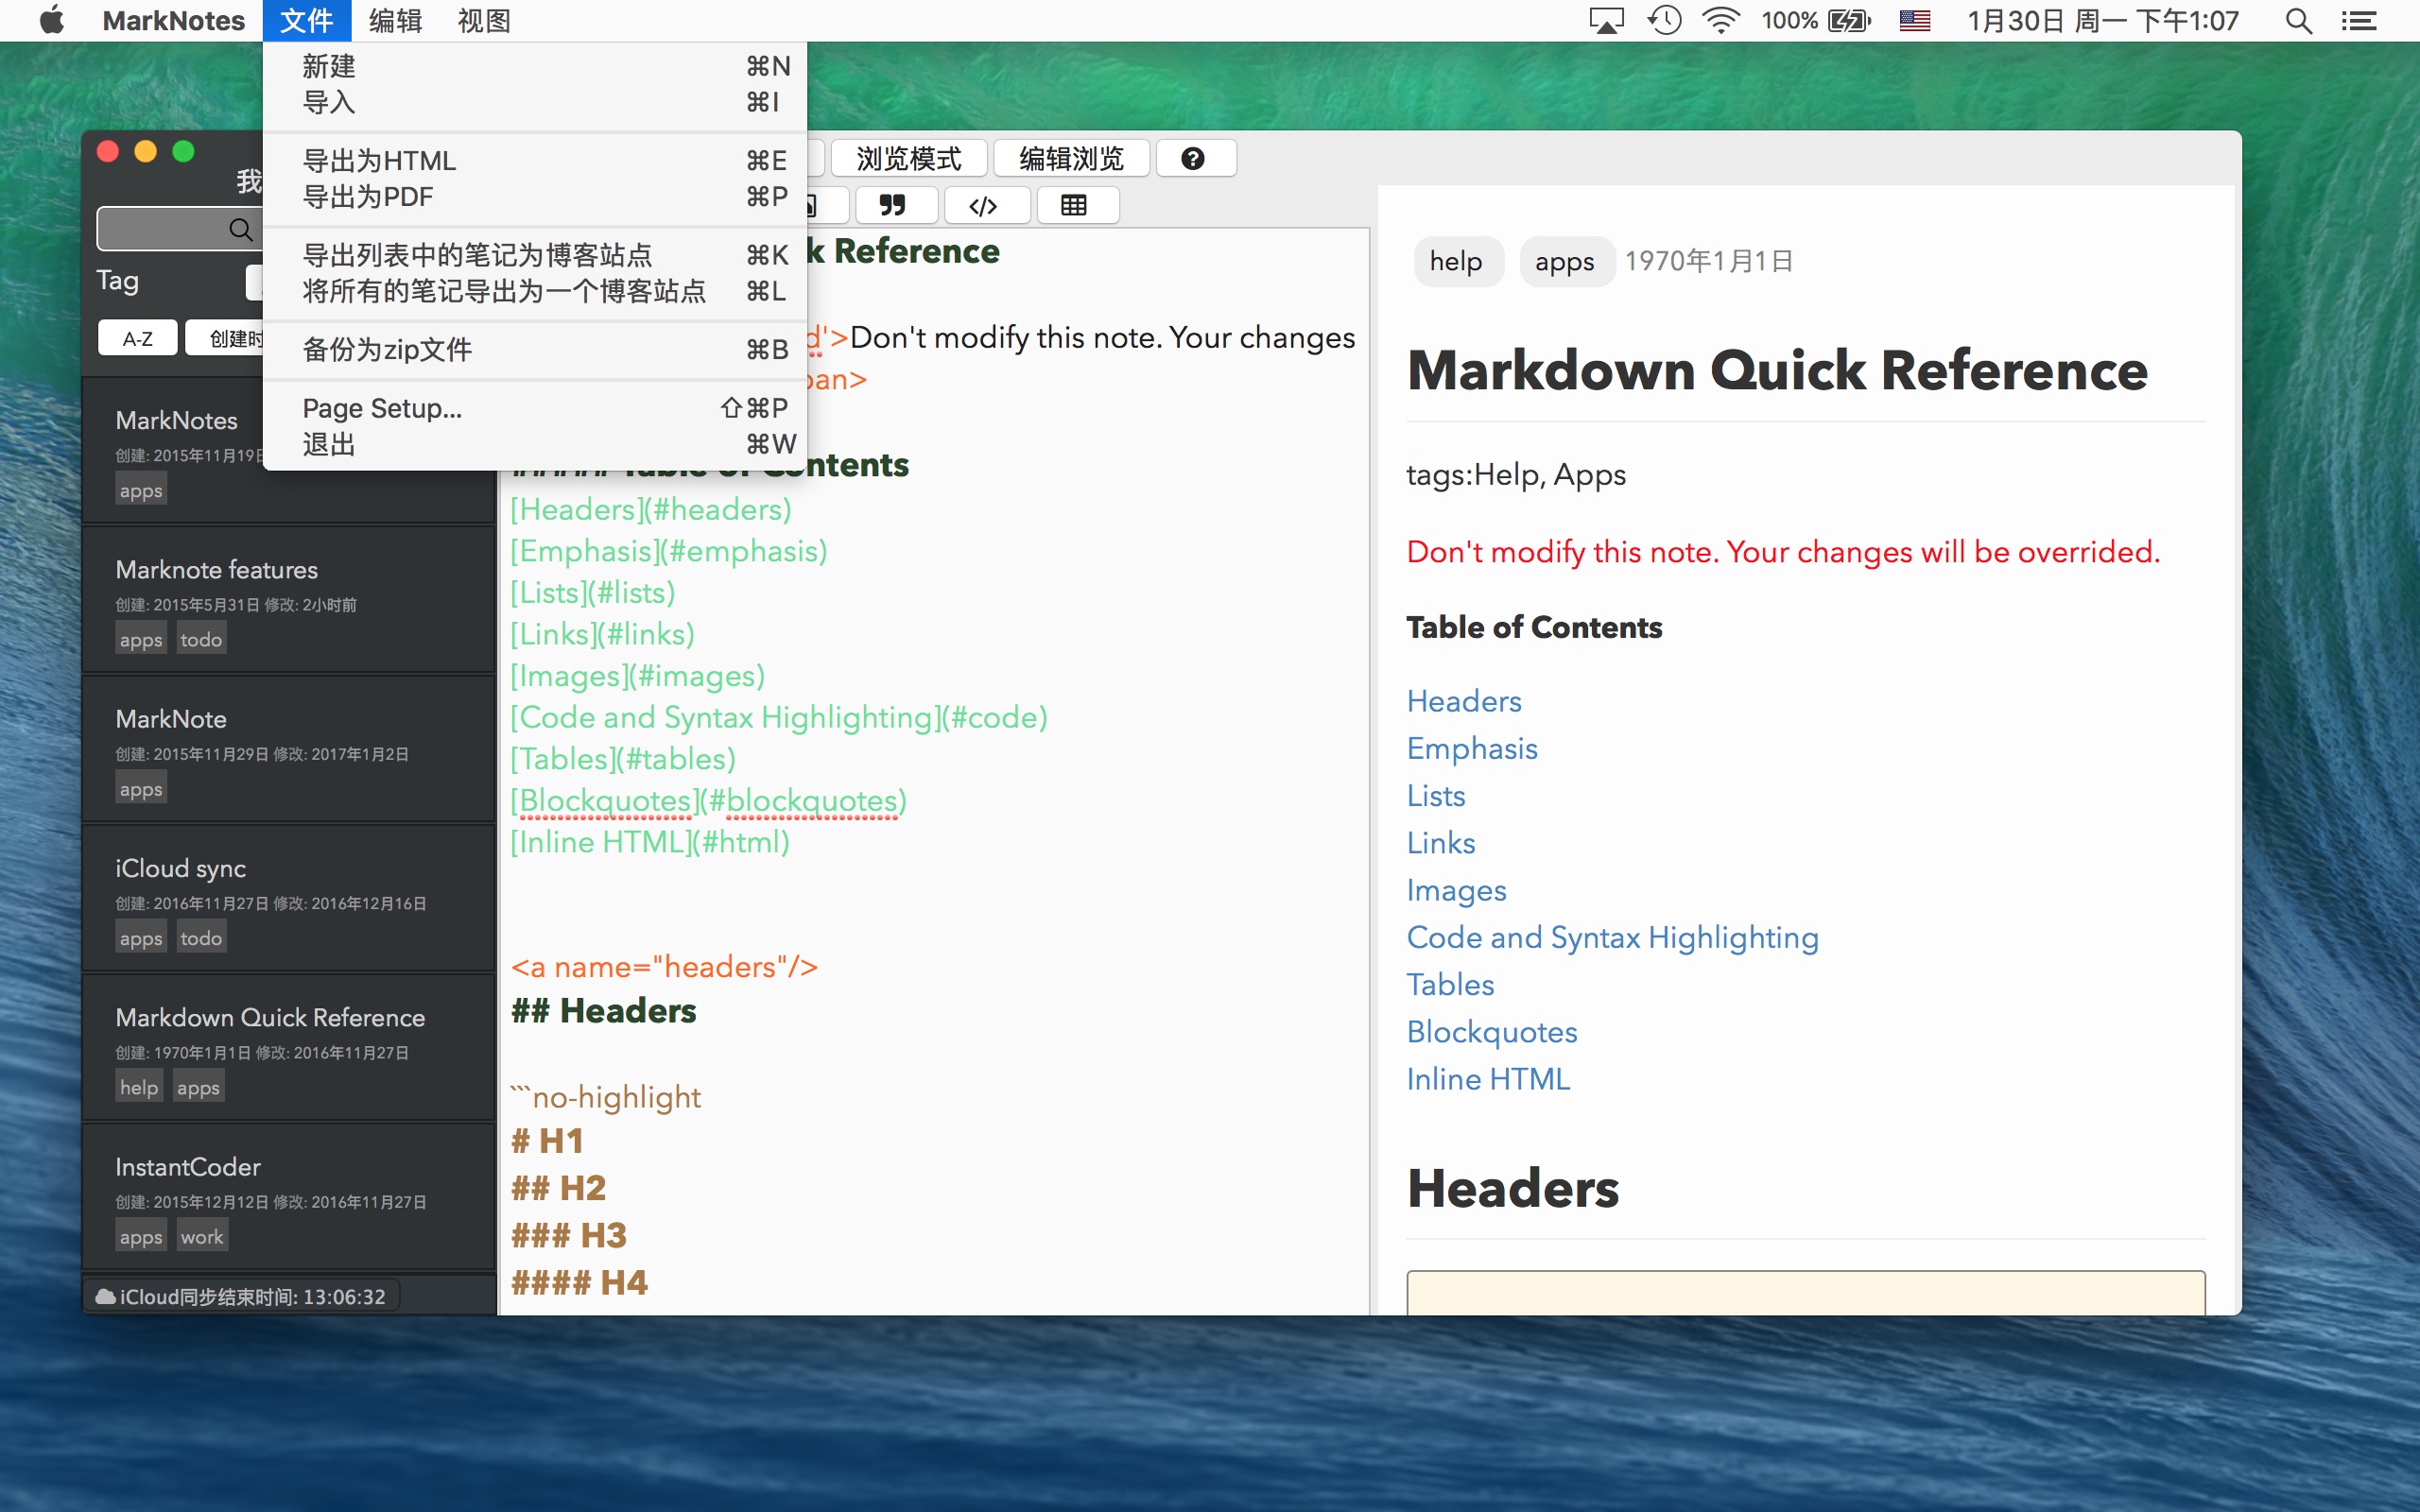 MarkNotes 文件 编辑 视图 100% 1月30日 周一 下午1:07
新建 ⌘N
导入 ⌘I
导出为HTML ⌘E
导出为PDF ⌘P
导出列表中的笔记为博客站点 ⌘K
将所有的笔记导出为一个博客站点 ⌘L
备份为zip文件 ⌘B
Page Setup... ⇧⌘P
退出 ⌘W
我
Tag
A-Z 创建时
MarkNotes
创建: 2015年11月19日
apps
Marknote features
创建: 2015年5月31日 修改: 2小时前
apps todo
MarkNote
创建: 2015年11月29日 修改: 2017年1月2日
apps
iCloud sync
创建: 2016年11月27日 修改: 2016年12月16日
apps todo
Markdown Quick Reference
创建: 1970年1月1日 修改: 2016年11月27日
help apps
InstantCoder
创建: 2015年12月12日 修改: 2016年11月27日
apps work
iCloud同步结束时间: 13:06:32
浏览模式 编辑浏览 ?
</>
k Reference
d'>Don't modify this note. Your changes
an>
Contents
[Headers](#headers)
[Emphasis](#emphasis)
[Lists](#lists)
[Links](#links)
[Images](#images)
[Code and Syntax Highlighting](#code)
[Tables](#tables)
[Blockquotes](#blockquotes)
[Inline HTML](#html)
<a name="headers"/>
## Headers
```no-highlight
# H1
## H2
### H3
#### H4
help apps 1970年1月1日
Markdown Quick Reference
tags:Help, Apps
Don't modify this note. Your changes will be overrided.
Table of Contents
Headers
Emphasis
Lists
Links
Images
Code and Syntax Highlighting
Tables
Blockquotes
Inline HTML
Headers